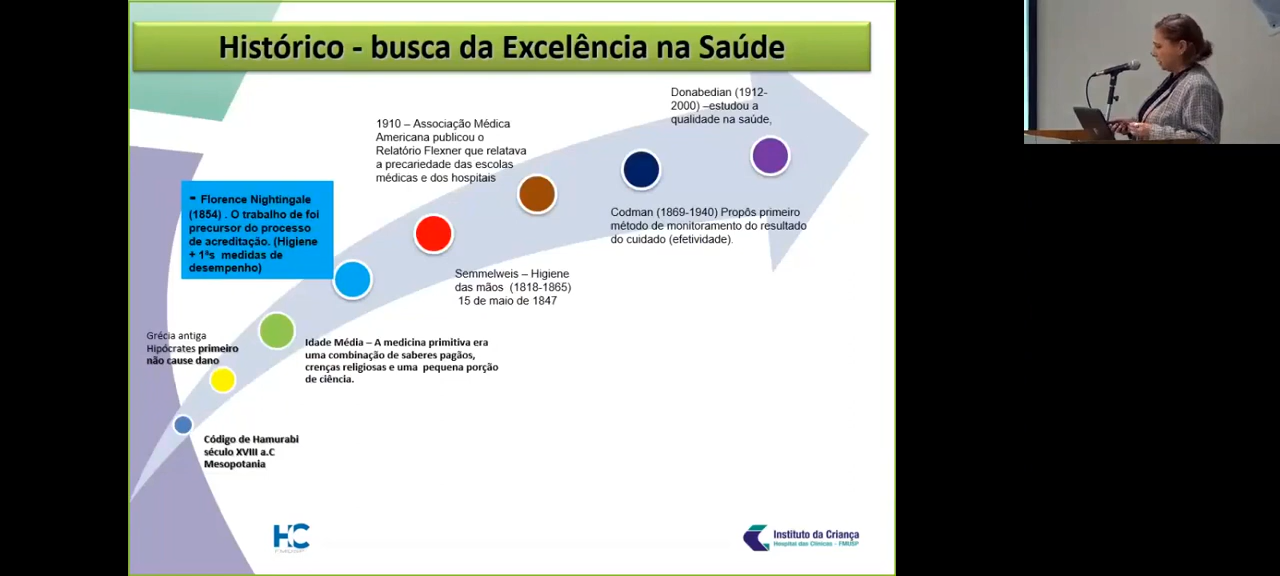 Histórico - busca da Excelência na Saúde
Donabedian (1912-
2000) –estudou a
qualidade na saúde,
1910 – Associação Médica
Americana publicou o
Relatório Flexner que relatava
a precariedade das escolas
médicas e dos hospitais
- Florence Nightingale
(1854) . O trabalho de foi
precursor do processo
de acreditação. (Higiene
+ 1ªs medidas de
desempenho)
Codman (1869-1940) Propôs primeiro
método de monitoramento do resultado
do cuidado (efetividade).
Semmelweis – Higiene
das mãos (1818-1865)
15 de maio de 1847
Grécia antiga
Hipócrates primeiro
não cause dano
Idade Média – A medicina primitiva era
uma combinação de saberes pagãos,
crenças religiosas e uma pequena porção
de ciência.
Código de Hamurabi
século XVIII a.C
Mesopotania
HC
FMUSP
Instituto da Criança
Hospital das Clínicas - FMUSP